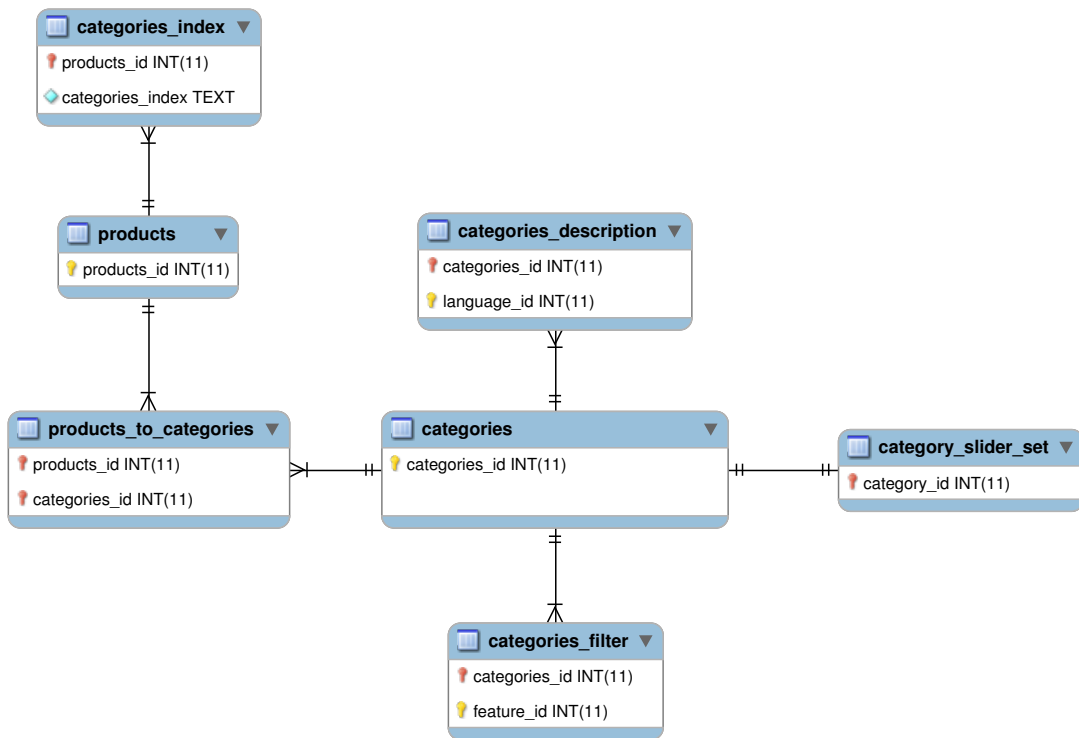 categories_index
products_id INT(11)
categories_index TEXT
products
products_id INT(11)
categories_description
categories_id INT(11)
language_id INT(11)
products_to_categories
products_id INT(11)
categories_id INT(11)
categories
categories_id INT(11)
category_slider_set
category_id INT(11)
categories_filter
categories_id INT(11)
feature_id INT(11)